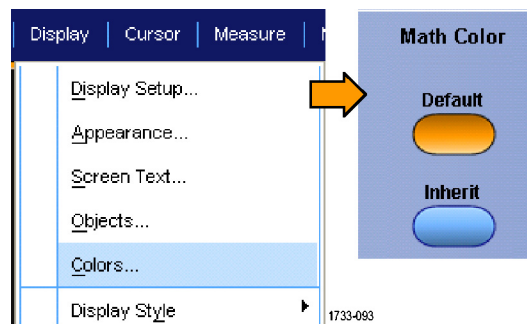 Display | Cursor | Measure |
Display Setup...
Appearance...
Screen Text...
Objects...
Colors...
Display Style
Math Color
Default
Inherit
1733-093